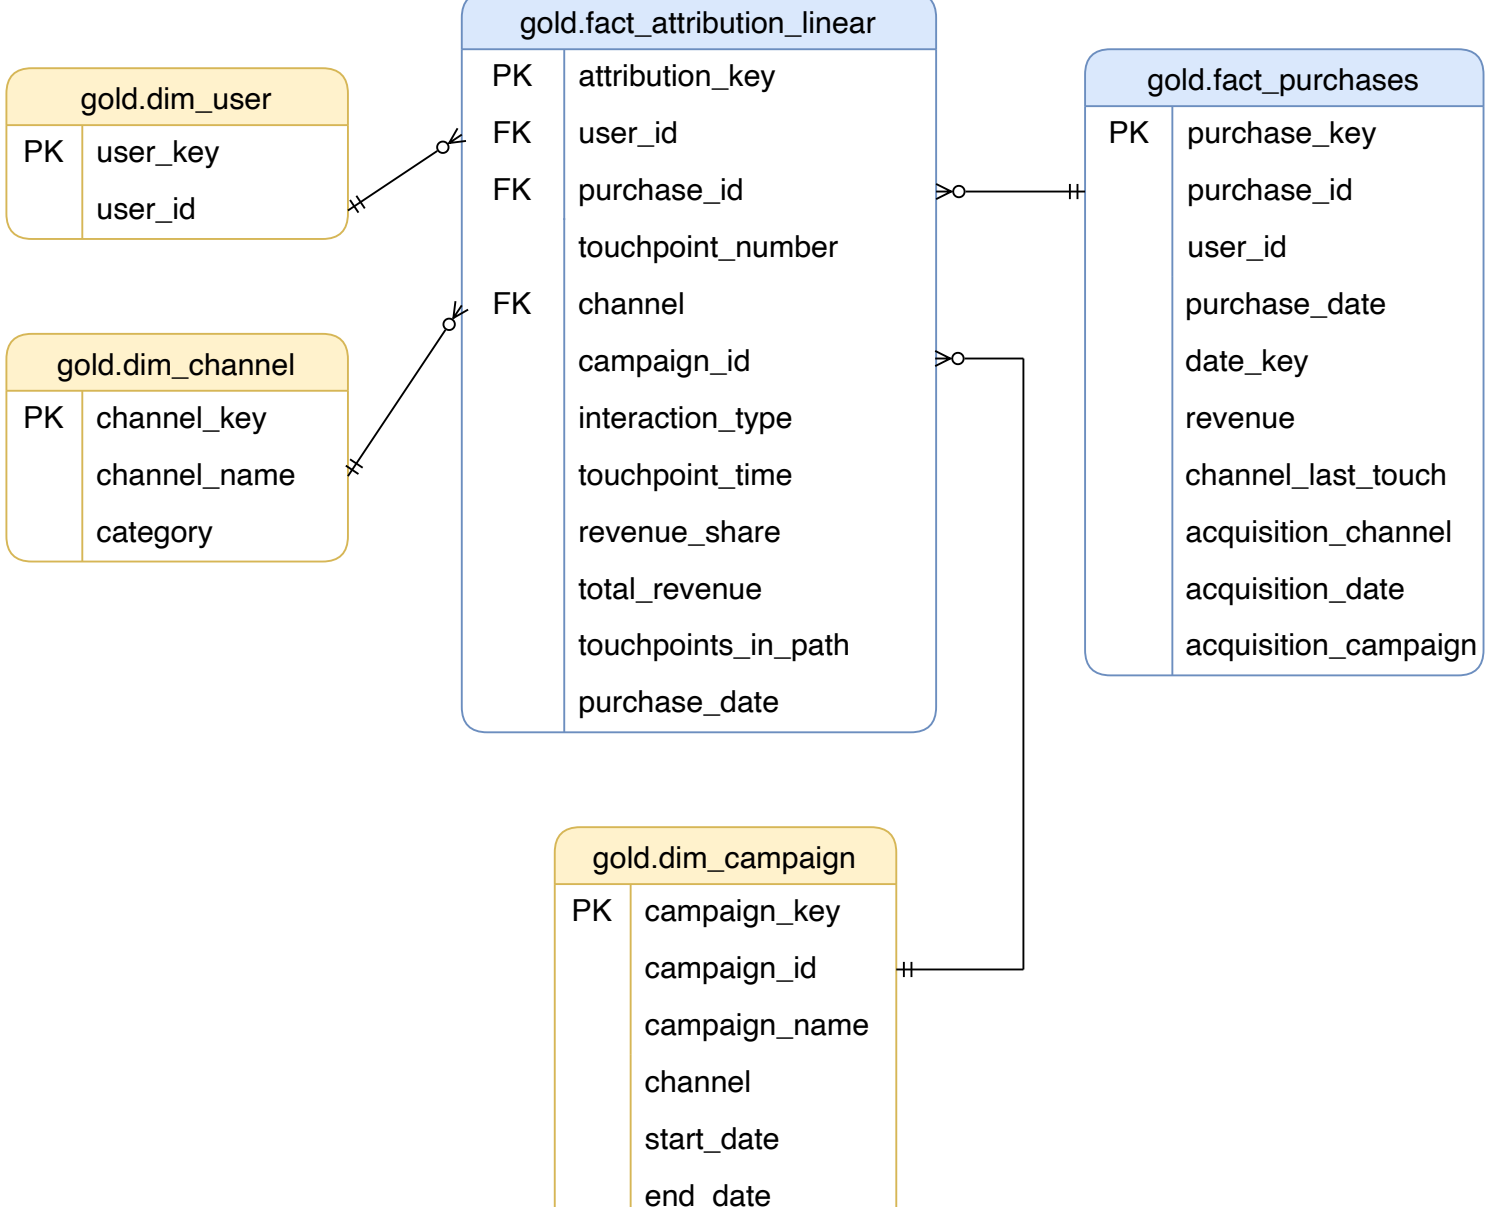 gold.fact_attribution_linear
PK attribution_key
FK user_id
FK purchase_id
touchpoint_number
FK channel
campaign_id
interaction_type
touchpoint_time
revenue_share
total_revenue
touchpoints_in_path
purchase_date
gold.dim_user
PK user_key
user_id
gold.dim_channel
PK channel_key
channel_name
category
gold.fact_purchases
PK purchase_key
purchase_id
user_id
purchase_date
date_key
revenue
channel_last_touch
acquisition_channel
acquisition_date
acquisition_campaign
gold.dim_campaign
PK campaign_key
campaign_id
campaign_name
channel
start_date
end_date